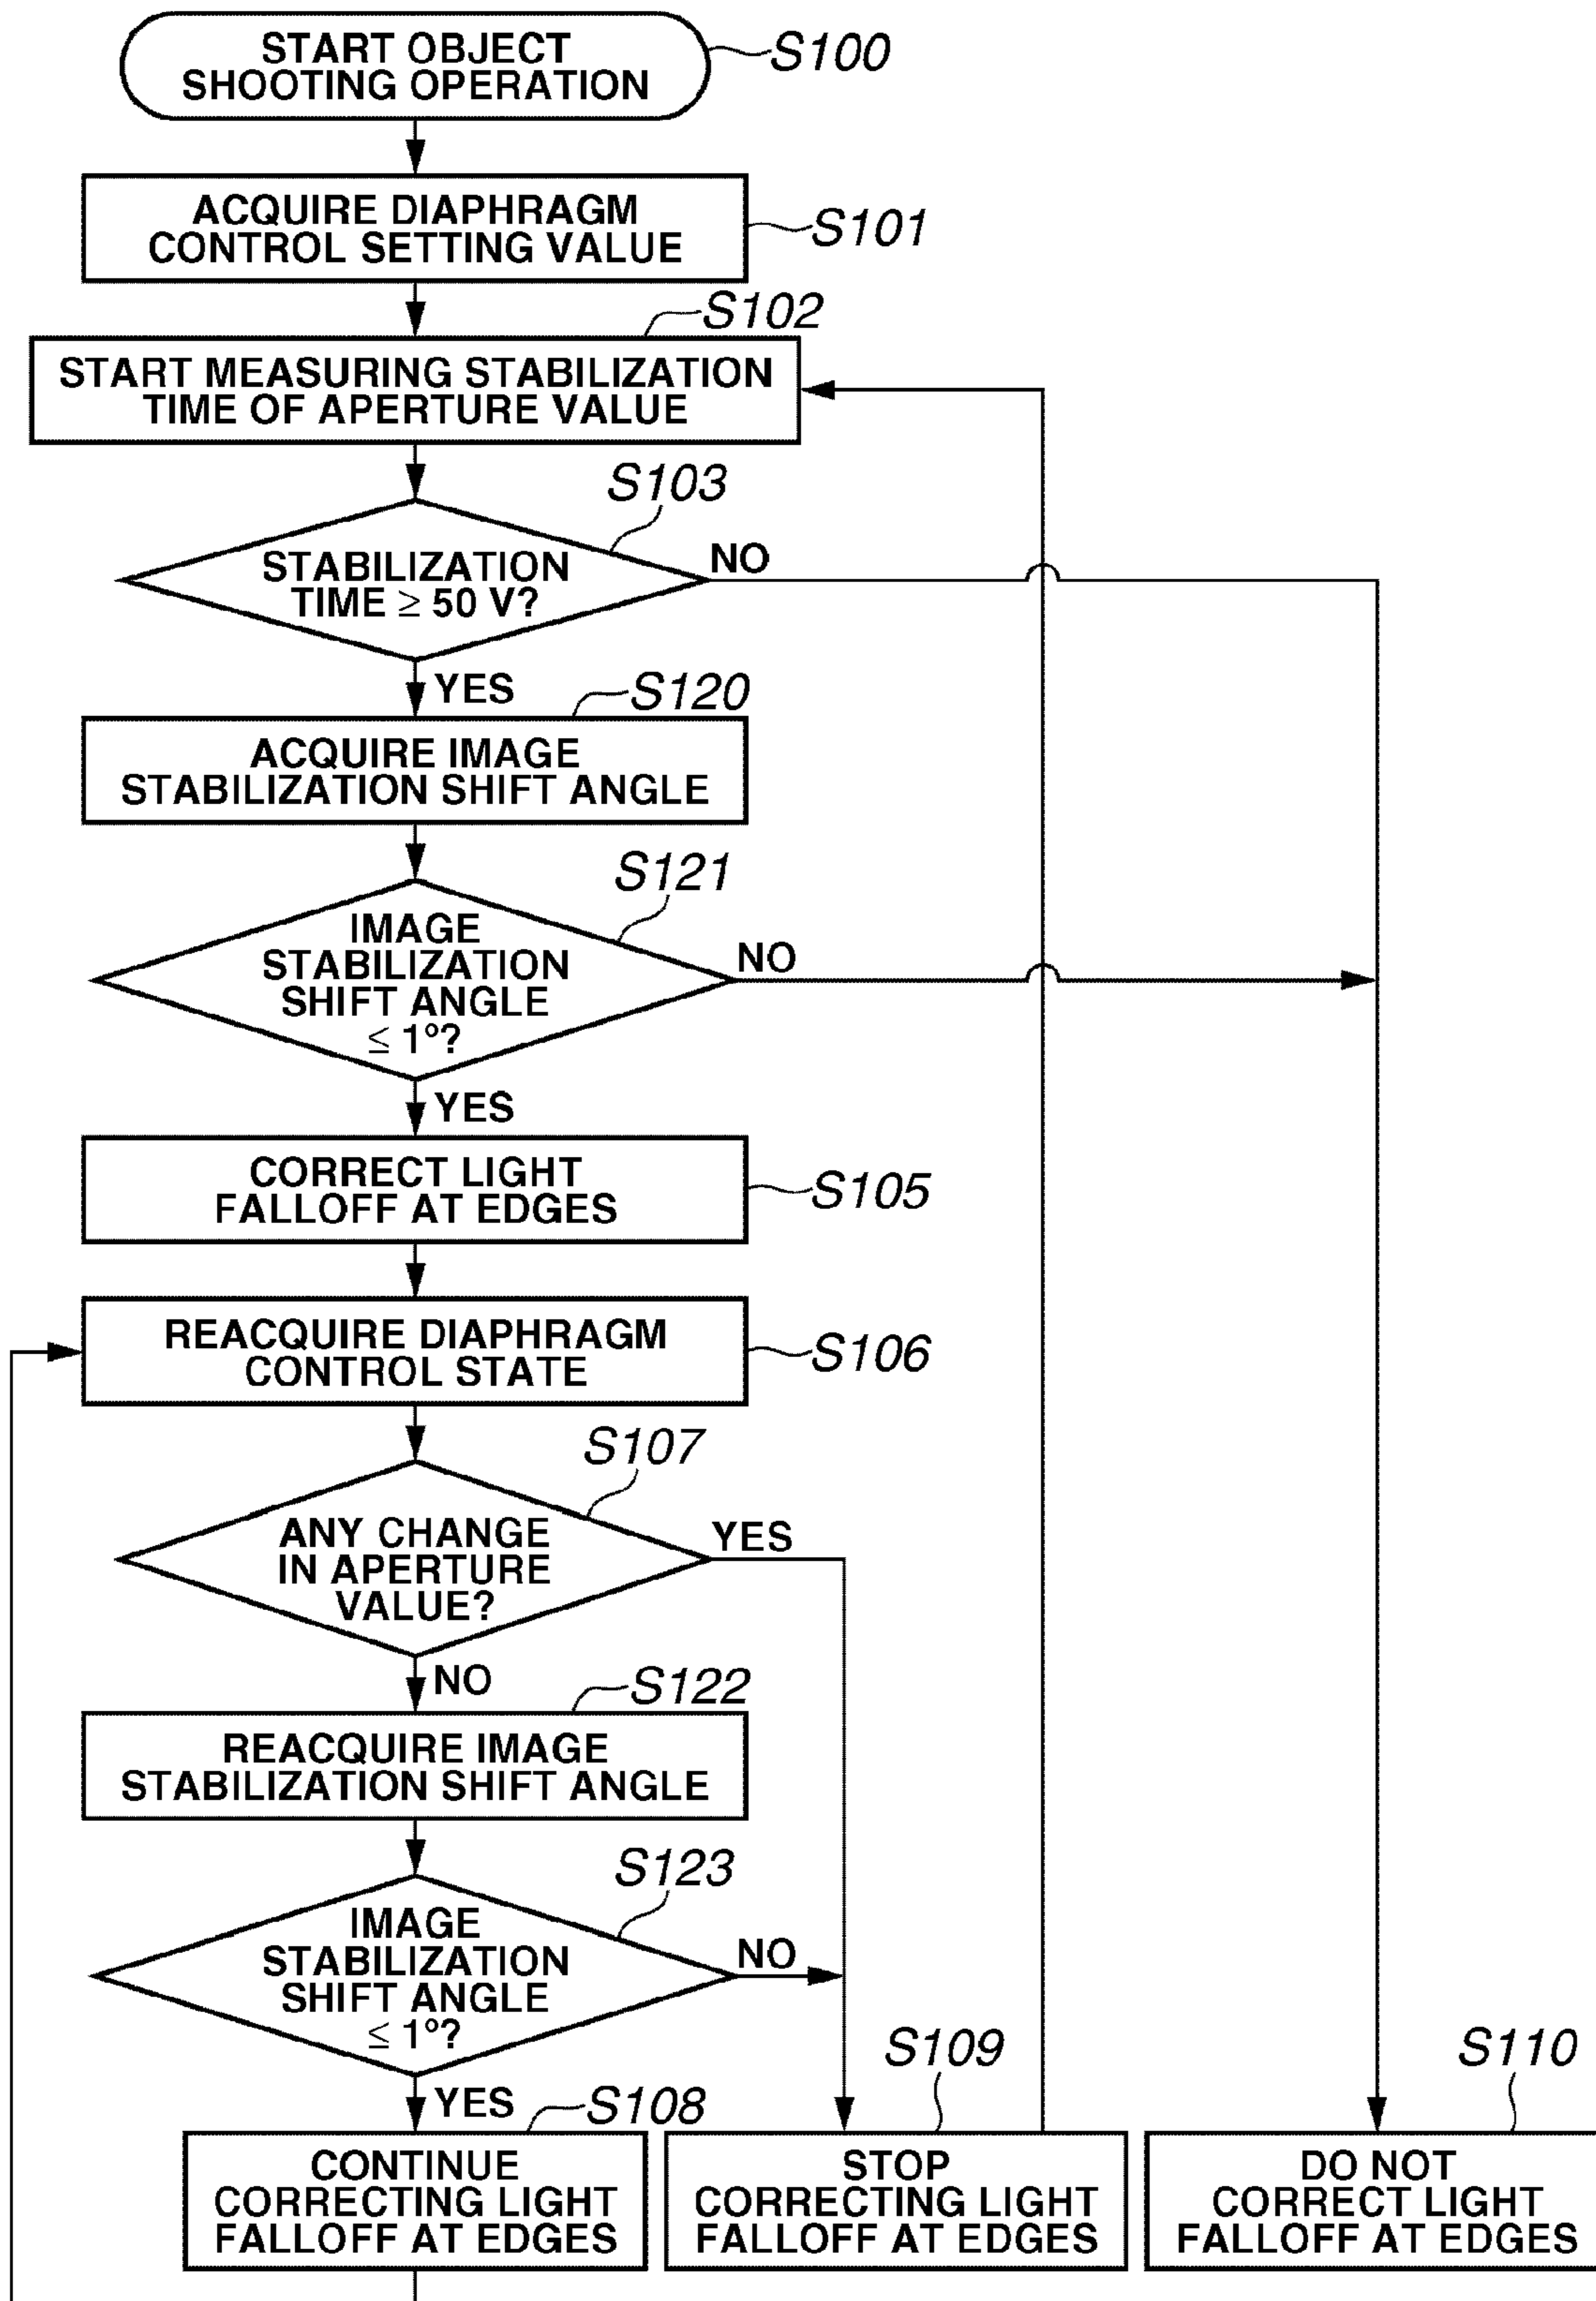 START OBJECT
SHOOTING OPERATION
S100
ACQUIRE DIAPHRAGM
CONTROL SETTING VALUE
S101
S102
START MEASURING STABILIZATION
TIME OF APERTURE VALUE
S103
STABILIZATION
TIME ≥ 50 V?
NO
YES
S120
ACQUIRE IMAGE
STABILIZATION SHIFT ANGLE
S121
IMAGE
STABILIZATION
SHIFT ANGLE
≦ 1°?
NO
YES
CORRECT LIGHT
FALLOFF AT EDGES
S105
REACQUIRE DIAPHRAGM
CONTROL STATE
S106
S107
ANY CHANGE
IN APERTURE
VALUE?
YES
NO
S122
REACQUIRE IMAGE
STABILIZATION SHIFT ANGLE
S123
IMAGE
STABILIZATION
SHIFT ANGLE
≦ 1°?
NO
YES
S108
CONTINUE
CORRECTING LIGHT
FALLOFF AT EDGES
S109
STOP
CORRECTING LIGHT
FALLOFF AT EDGES
S110
DO NOT
CORRECT LIGHT
FALLOFF AT EDGES